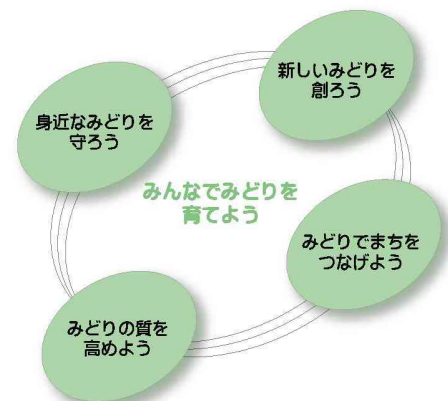 新しいみどりを
創ろう
身近なみどりを
守ろう
みんなでみどりを
育てよう
みどりでまちを
つなげよう
みどりの質を
高めよう